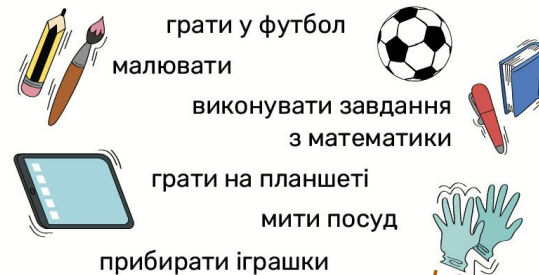 грати у футбол
малювати
виконувати завдання
з математики
грати на планшеті
мити посуд
прибирати іграшки